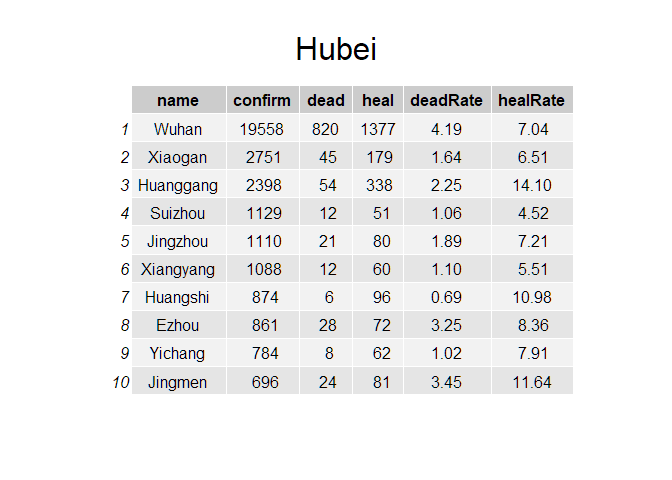 Hubei
name confirm dead heal deadRate healRate
1 Wuhan 19558 820 1377 4.19 7.04
2 Xiaogan 2751 45 179 1.64 6.51
3 Huanggang 2398 54 338 2.25 14.10
4 Suizhou 1129 12 51 1.06 4.52
5 Jingzhou 1110 21 80 1.89 7.21
6 Xiangyang 1088 12 60 1.10 5.51
7 Huangshi 874 6 96 0.69 10.98
8 Ezhou 861 28 72 3.25 8.36
9 Yichang 784 8 62 1.02 7.91
10 Jingmen 696 24 81 3.45 11.64